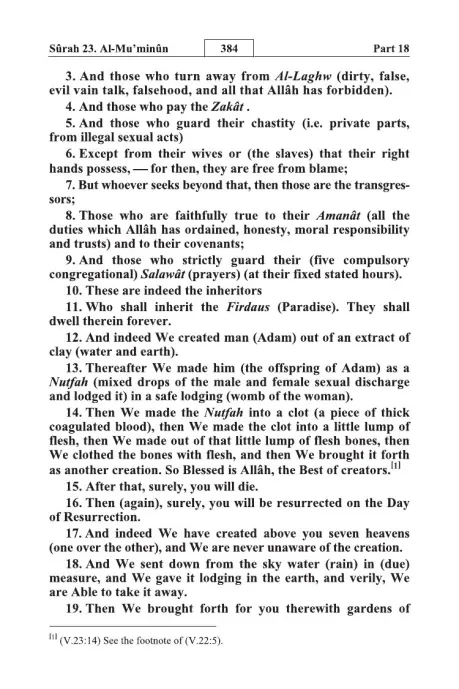 Sûrah 23. Al-Mu’minûn 384 Part 18
3. And those who turn away from Al-Laghw (dirty, false,
evil vain talk, falsehood, and all that Allâh has forbidden).
4. And those who pay the Zakât .
5. And those who guard their chastity (i.e. private parts,
from illegal sexual acts)
6. Except from their wives or (the slaves) that their right
hands possess, — for then, they are free from blame;
7. But whoever seeks beyond that, then those are the transgres-
sors;
8. Those who are faithfully true to their Amanât (all the
duties which Allâh has ordained, honesty, moral responsibility
and trusts) and to their covenants;
9. And those who strictly guard their (five compulsory
congregational) Salawât (prayers) (at their fixed stated hours).
10. These are indeed the inheritors
11. Who shall inherit the Firdaus (Paradise). They shall
dwell therein forever.
12. And indeed We created man (Adam) out of an extract of
clay (water and earth).
13. Thereafter We made him (the offspring of Adam) as a
Nutfah (mixed drops of the male and female sexual discharge
and lodged it) in a safe lodging (womb of the woman).
14. Then We made the Nutfah into a clot (a piece of thick
coagulated blood), then We made the clot into a little lump of
flesh, then We made out of that little lump of flesh bones, then
We clothed the bones with flesh, and then We brought it forth
as another creation. So Blessed is Allâh, the Best of creators.[1]
15. After that, surely, you will die.
16. Then (again), surely, you will be resurrected on the Day
of Resurrection.
17. And indeed We have created above you seven heavens
(one over the other), and We are never unaware of the creation.
18. And We sent down from the sky water (rain) in (due)
measure, and We gave it lodging in the earth, and verily, We
are Able to take it away.
19. Then We brought forth for you therewith gardens of
[1] (V.23:14) See the footnote of (V.22:5).